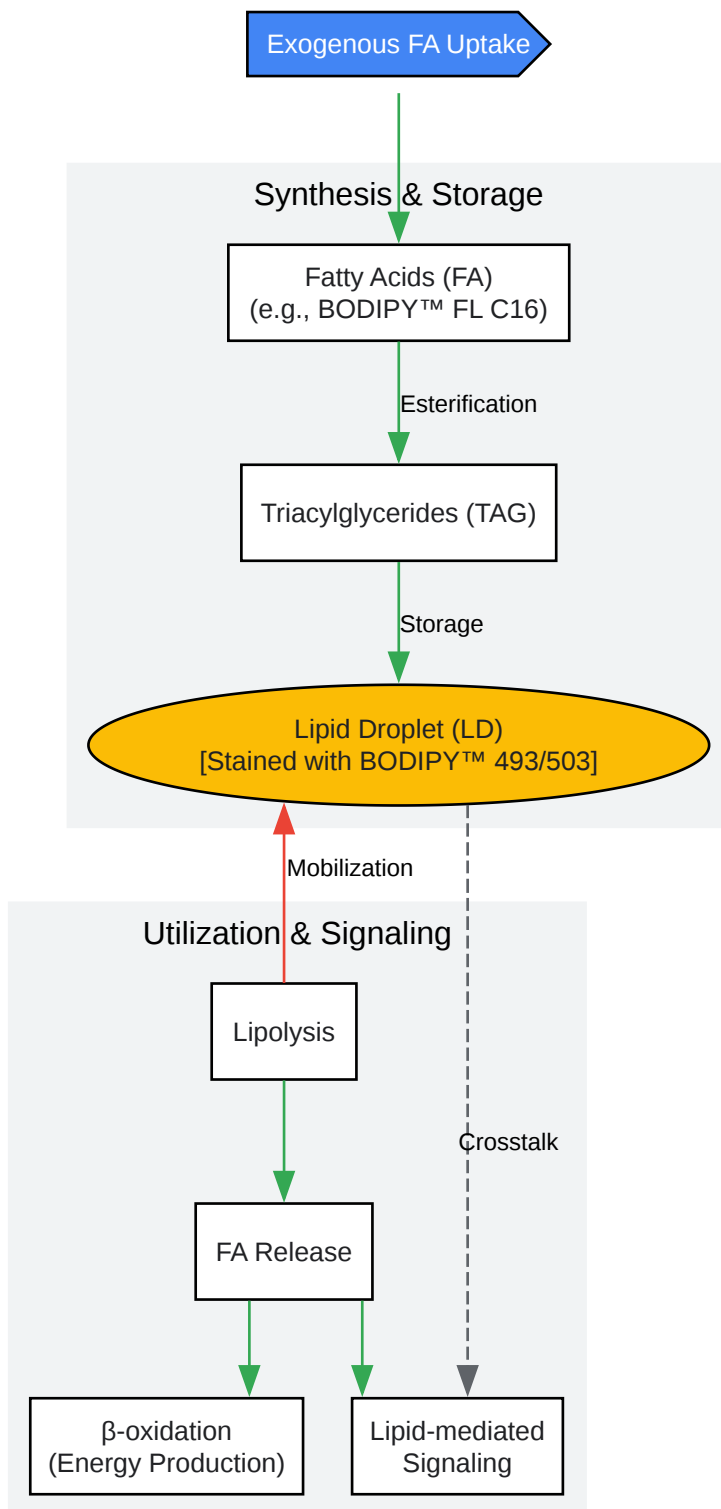 Exogenous FA Uptake
Synthesis & Storage
Fatty Acids (FA)
(e.g., BODIPY™ FL C16)
Esterification
Triacylglycerides (TAG)
Storage
Lipid Droplet (LD)
[Stained with BODIPY™ 493/503]
Mobilization
Utilization & Signaling
Lipolysis
Crosstalk
FA Release
β-oxidation
(Energy Production)
Lipid-mediated
Signaling